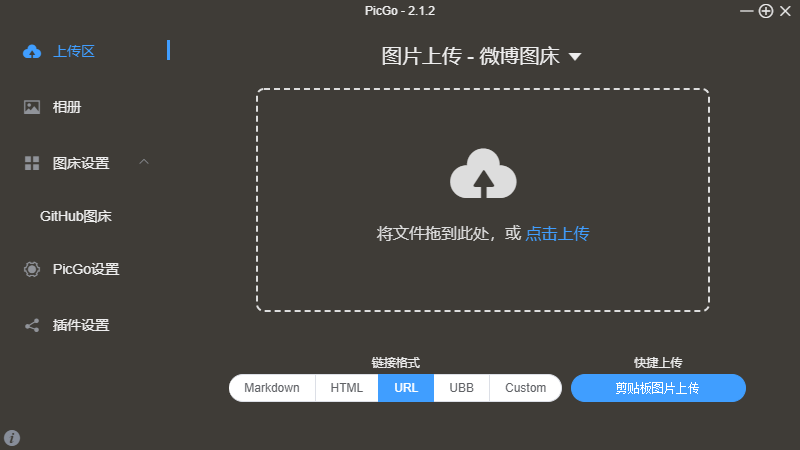 PicGo - 2.1.2
上传区
相册
图床设置
GitHub图床
PicGo设置
插件设置
图片上传 - 微博图床
将文件拖到此处，或 点击上传
链接格式
Markdown HTML URL UBB Custom
快捷上传
剪贴板图片上传